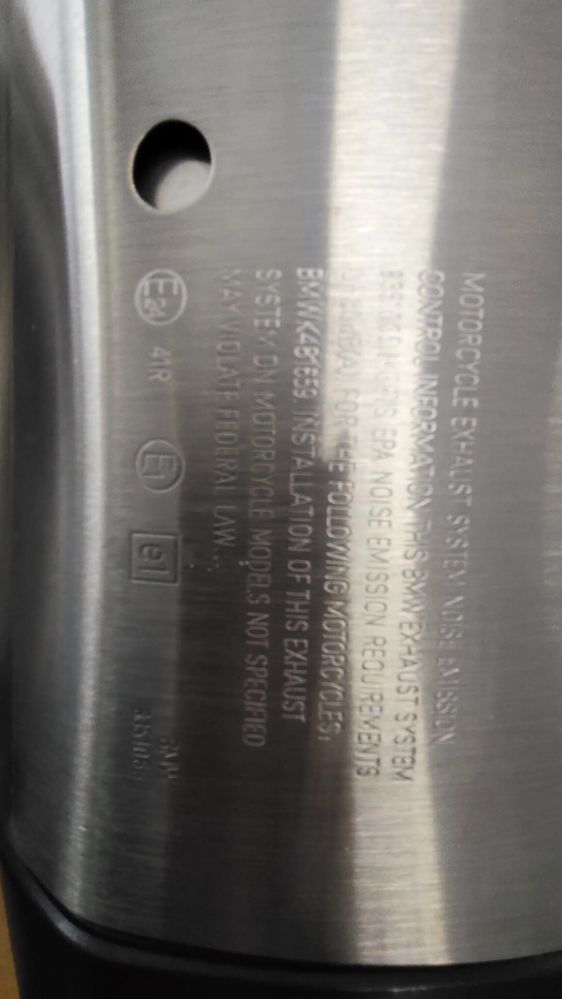 MOTORCYCLE EXHAUST SYSTEM NOISE EMISSION
CONTROL INFORMATION THIS BMW EXHAUST SYSTEM
EPA NOISE EMISSION REQUIREMENTS
FOR THE FOLLOWING MOTORCYCLES:
INSTALLATION OF THIS EXHAUST
SYSTEM ON MOTORCYCLE MODELS NOT SPECIFIED
MAY VIOLATE FEDERAL LAW.
E24 41R E1 e1